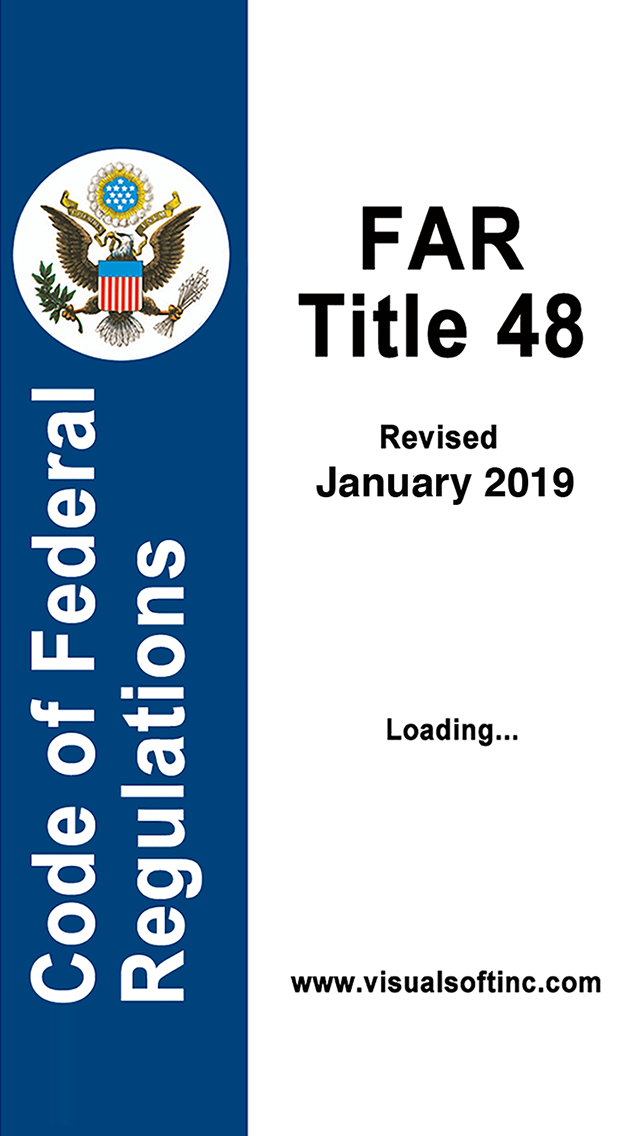 FAR
Title 48
Revised
January 2019
Loading...
www.visualsoftinc.com
Code of Federal
Regulations